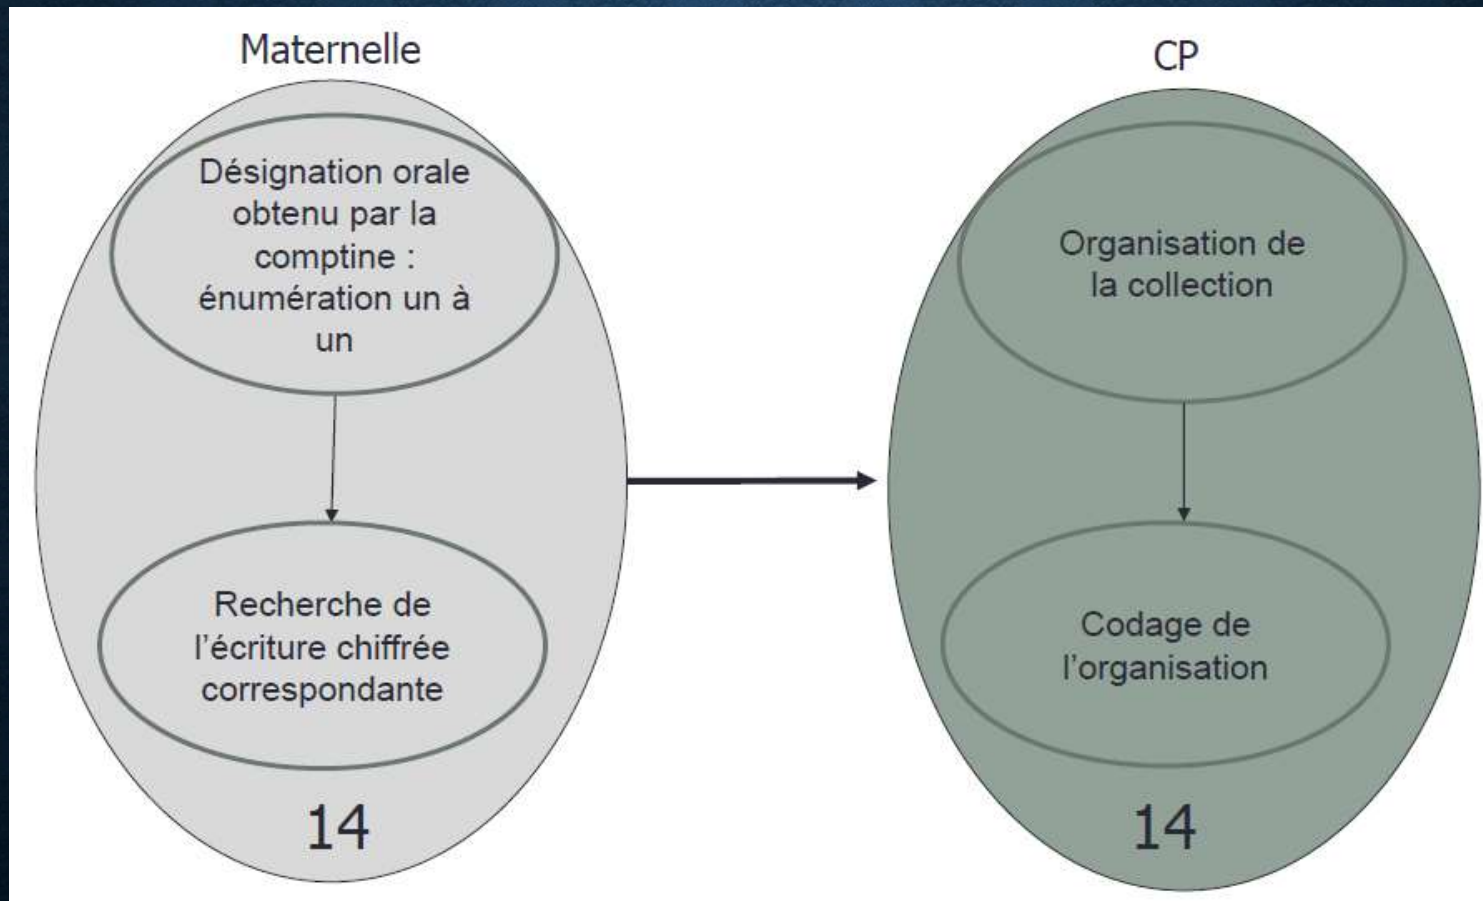 Maternelle
Désignation orale
obtenu par la
comptine :
énumération un à
un
Recherche de
l'écriture chiffrée
correspondante
14
CP
Organisation de
la collection
Codage de
l'organisation
14